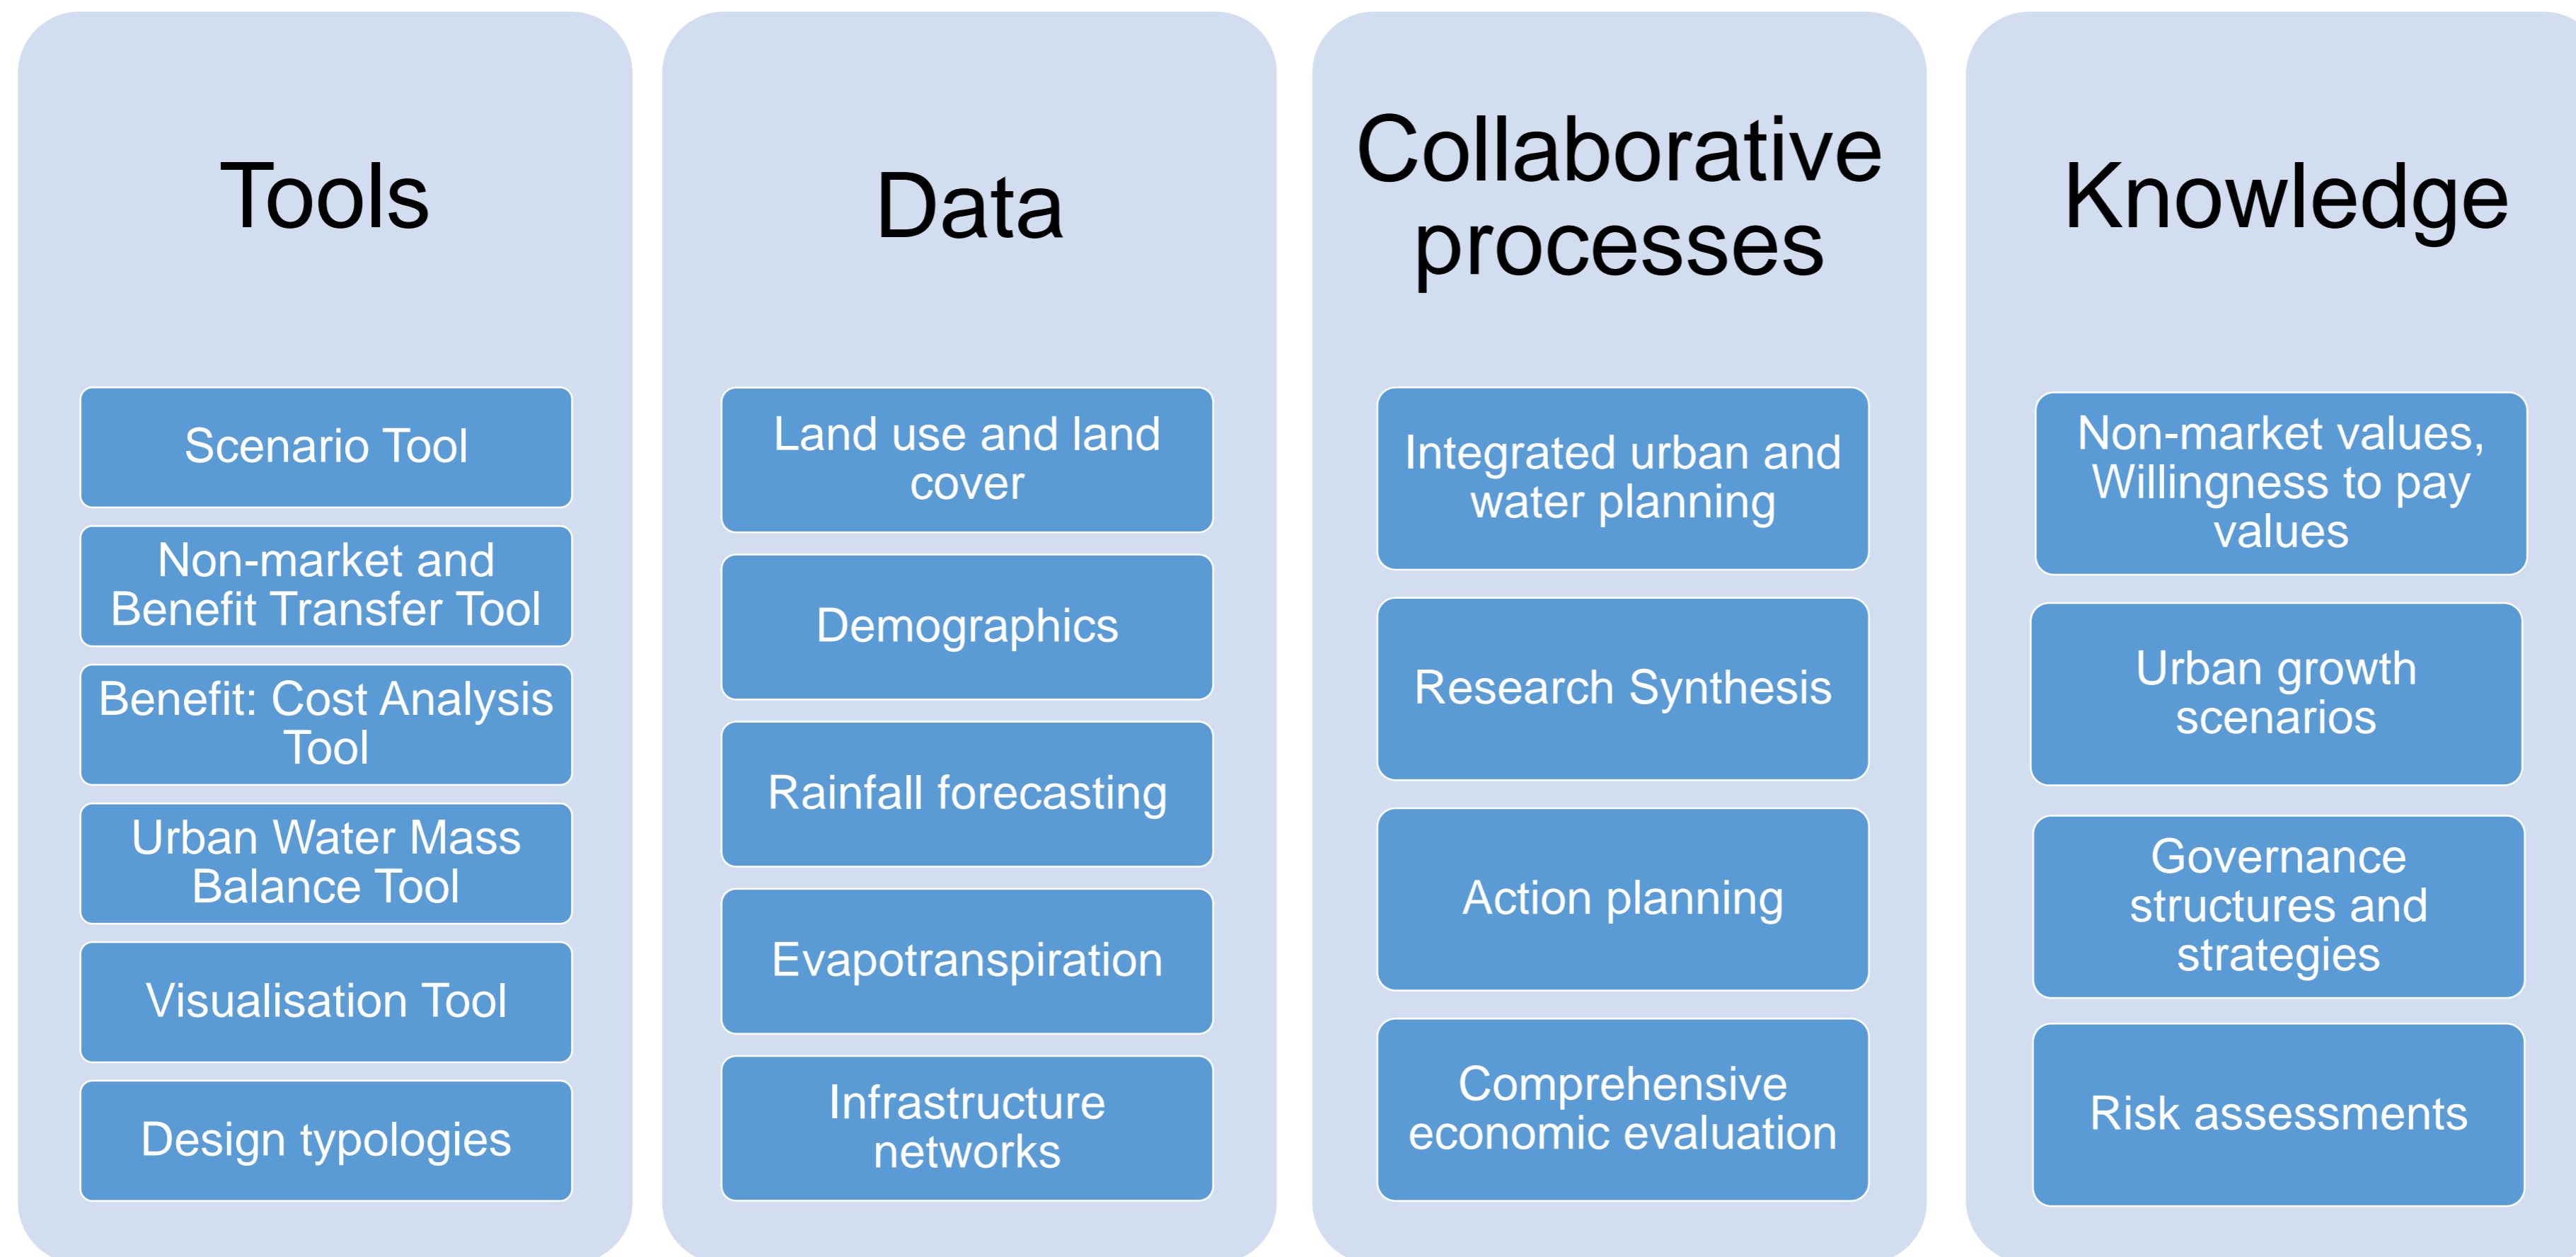 Tools
Scenario Tool
Non-market and
Benefit Transfer Tool
Benefit: Cost Analysis
Tool
Urban Water Mass
Balance Tool
Visualisation Tool
Design typologies
Data
Land use and land
cover
Demographics
Rainfall forecasting
Evapotranspiration
Infrastructure
networks
Collaborative
processes
Integrated urban and
water planning
Research Synthesis
Action planning
Comprehensive
economic evaluation
Knowledge
Non-market values,
Willingness to pay
values
Urban growth
scenarios
Governance
structures and
strategies
Risk assessments